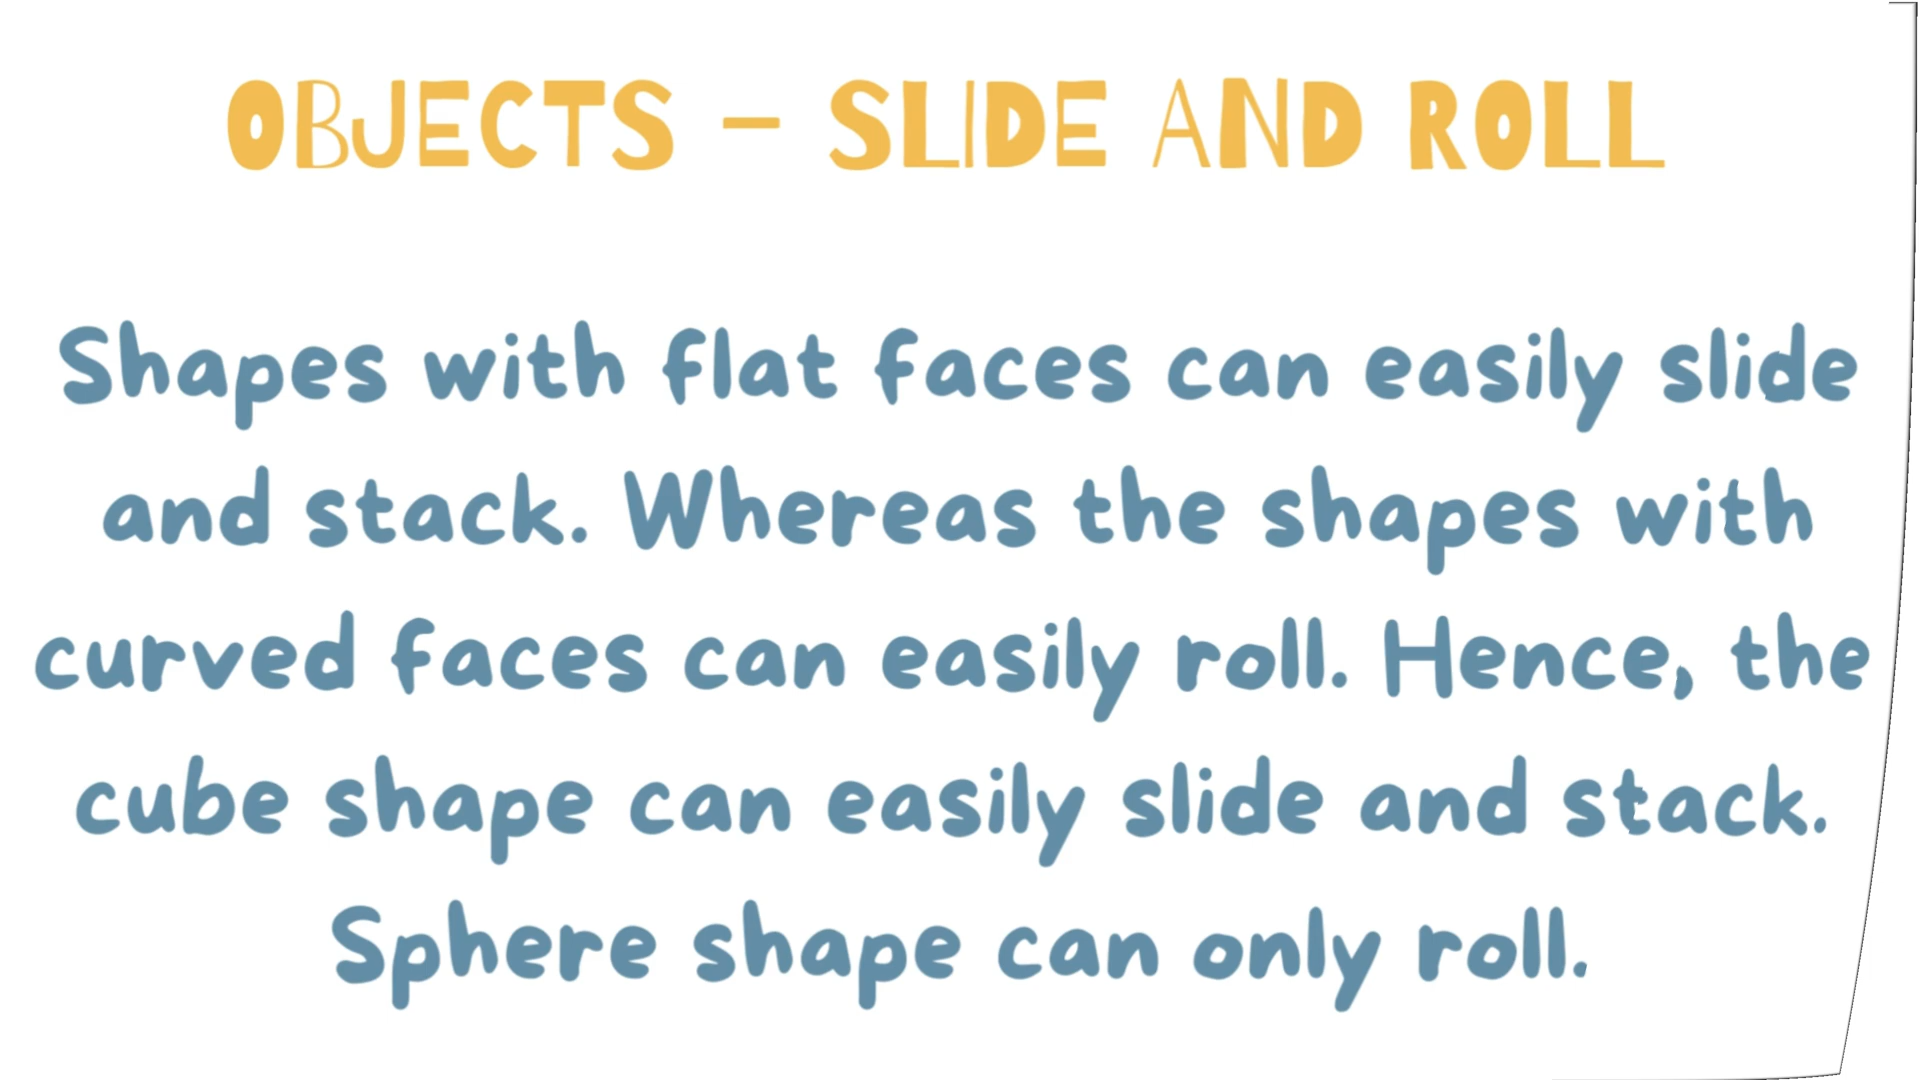 OBJECTS – SLIDE AND ROLL
Shapes with flat faces can easily slide
and stack. Whereas the shapes with
curved faces can easily roll. Hence, the
cube shape can easily slide and stack.
Sphere shape can only roll.